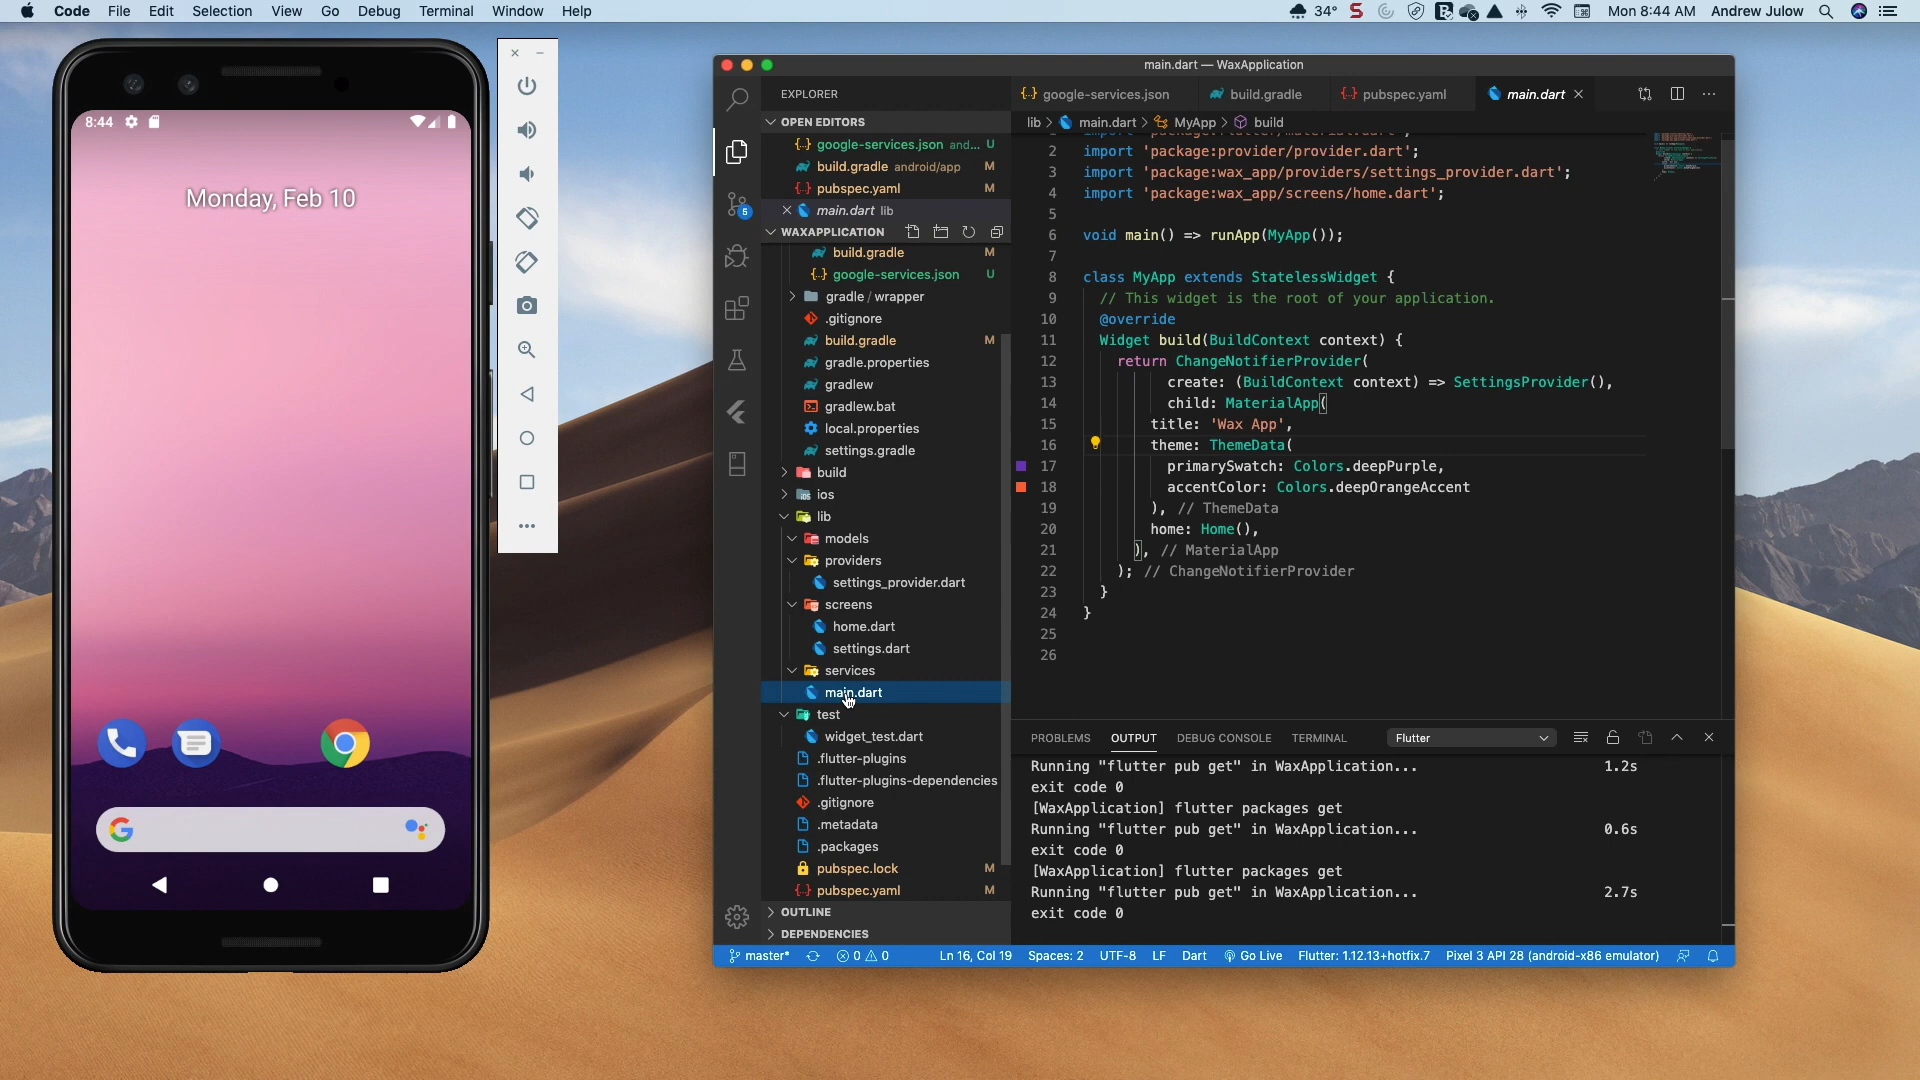 Code File Edit Selection View Go Debug Terminal Window Help
34° Mon 8:44 AM Andrew Julow
8:44
Monday, Feb 10
main.dart — WaxApplication
EXPLORER
OPEN EDITORS
google-services.json and... U
build.gradle android/app M
pubspec.yaml M
main.dart lib
WAXAPPLICATION
build.gradle M
google-services.json U
gradle / wrapper
.gitignore
build.gradle M
gradle.properties
gradlew
gradlew.bat
local.properties
settings.gradle
build
ios
lib
models
providers
settings_provider.dart
screens
home.dart
settings.dart
services
main.dart
test
widget_test.dart
.flutter-plugins
.flutter-plugins-dependencies
.gitignore
.metadata
.packages
pubspec.lock M
pubspec.yaml M
OUTLINE
DEPENDENCIES
5
google-services.json build.gradle pubspec.yaml main.dart
lib > main.dart > MyApp > build
2 import 'package:provider/provider.dart';
3 import 'package:wax_app/providers/settings_provider.dart';
4 import 'package:wax_app/screens/home.dart';
5
6 void main() => runApp(MyApp());
7
8 class MyApp extends StatelessWidget {
9 // This widget is the root of your application.
10 @override
11 Widget build(BuildContext context) {
12 return ChangeNotifierProvider(
13 create: (BuildContext context) => SettingsProvider(),
14 child: MaterialApp(
15 title: 'Wax App',
16 theme: ThemeData(
17 primarySwatch: Colors.deepPurple,
18 accentColor: Colors.deepOrangeAccent
19 ), // ThemeData
20 home: Home(),
21 ), // MaterialApp
22 ); // ChangeNotifierProvider
23 }
24 }
25
26
PROBLEMS OUTPUT DEBUG CONSOLE TERMINAL Flutter
Running "flutter pub get" in WaxApplication... 1.2s
exit code 0
[WaxApplication] flutter packages get
Running "flutter pub get" in WaxApplication... 0.6s
exit code 0
[WaxApplication] flutter packages get
Running "flutter pub get" in WaxApplication... 2.7s
exit code 0
master* 0 0 Ln 16, Col 19 Spaces: 2 UTF-8 LF Dart Go Live Flutter: 1.12.13+hotfix.7 Pixel 3 API 28 (android-x86 emulator)